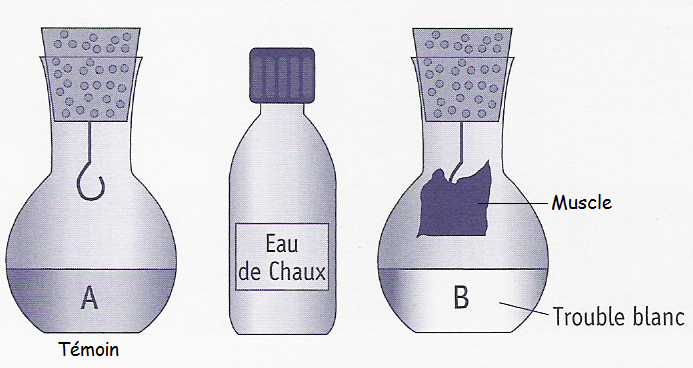 A
Témoin
Eau
de Chaux
Muscle
B
Trouble blanc